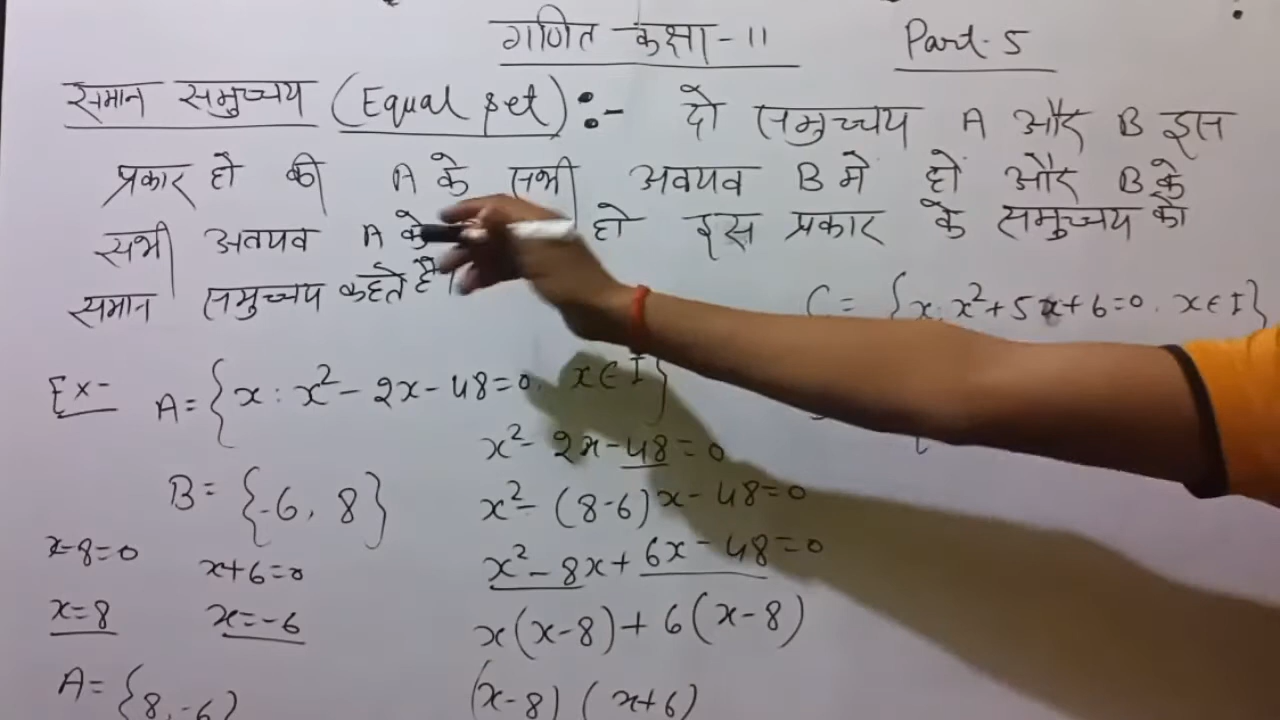 गणित कक्षा-11 Part-5
समान समुच्चय (Equal set) :- दो समुच्चय A और B इस
प्रकार हो की A के सभी अवयव B में हों और B के
सभी अवयव A के हो इस प्रकार के समुच्चय को
समान समुच्चय कहते है।
C = {x: x²+5x+6=0. x∈I}
Ex- A={x: x²-2x-48=0. x∈I}
x²-2x-48=0
B={-6, 8}
x²-(8-6)x-48=0
x-8=0 x+6=0
x²-8x+6x-48=0
x=8 x=-6
x(x-8)+6(x-8)
A={8,-6}
(x-8) (x+6)